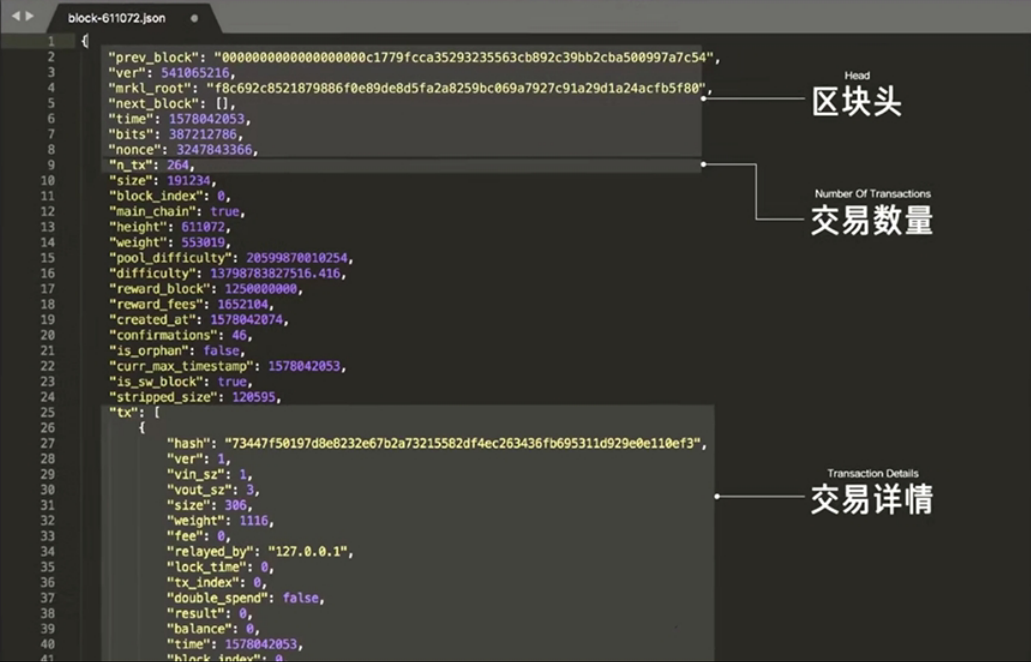 block-611072.json
1 {
2 "prev_block": "0000000000000000000c1779fcca35293235563cb892c39bb2cba500997a7c54",
3 "ver": 541065216,
4 "mrkl_root": "f8c692c8521879886f0e89de8d5fa2a8259bc069a7927c91a29d1a24acfb5f80",
5 "next_block": [],
6 "time": 1578042053,
7 "bits": 387212786,
8 "nonce": 3247843366,
Head
区块头
9 "n_tx": 264,
10 "size": 191234,
11 "block_index": 0,
12 "main_chain": true,
13 "height": 611072,
14 "weight": 553019,
Number Of Transactions
交易数量
15 "pool_difficulty": 20599870010254,
16 "difficulty": 13798783827516.416,
17 "reward_block": 1250000000,
18 "reward_fees": 1652104,
19 "created_at": 1578042074,
20 "confirmations": 46,
21 "is_orphan": false,
22 "curr_max_timestamp": 1578042053,
23 "is_sw_block": true,
24 "stripped_size": 120595,
25 "tx": [
26 {
27 "hash": "73447f50197d8e8232e67b2a73215582df4ec263436fb695311d929e0e110ef3",
28 "ver": 1,
29 "vin_sz": 1,
30 "vout_sz": 3,
31 "size": 306,
32 "weight": 1116,
33 "fee": 0,
Transaction Details
交易详情
34 "relayed_by": "127.0.0.1",
35 "lock_time": 0,
36 "tx_index": 0,
37 "double_spend": false,
38 "result": 0,
39 "balance": 0,
40 "time": 1578042053,
41 "block_index": 0,